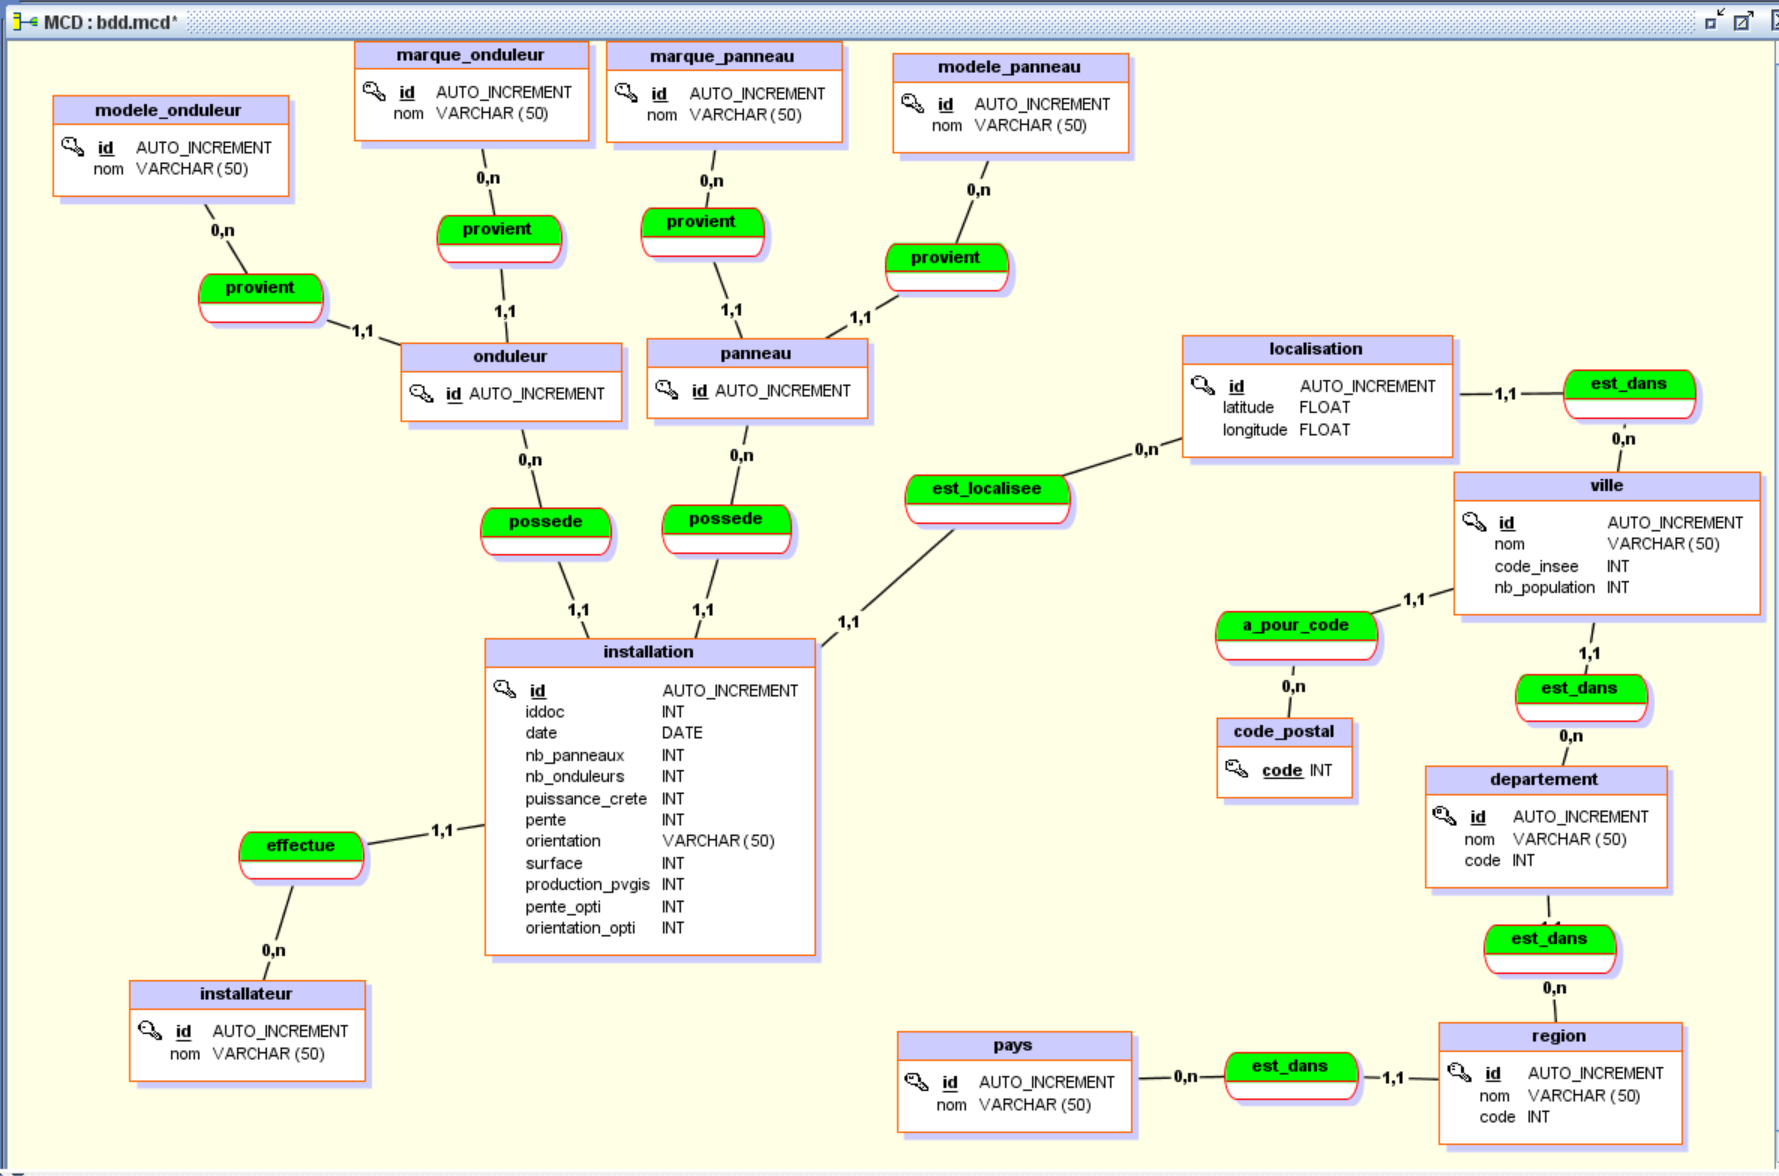 MCD : bdd.mcd*
marque_onduleur
id AUTO_INCREMENT
nom VARCHAR (50)
marque_panneau
id AUTO_INCREMENT
nom VARCHAR (50)
modele_panneau
id AUTO_INCREMENT
nom VARCHAR (50)
modele_onduleur
id AUTO_INCREMENT
nom VARCHAR (50)
0,n
0,n
0,n
0,n
provient
provient
provient
provient
1,1
1,1
1,1
1,1
onduleur
id AUTO_INCREMENT
panneau
id AUTO_INCREMENT
localisation
id AUTO_INCREMENT
latitude FLOAT
longitude FLOAT
1,1
est_dans
0,n
0,n
0,n
0,n
est_localisee
possede
possede
ville
id AUTO_INCREMENT
nom VARCHAR (50)
code_insee INT
nb_population INT
1,1
1,1
1,1
1,1
a_pour_code
1,1
0,n
est_dans
0,n
code_postal
code INT
installation
id AUTO_INCREMENT
iddoc INT
date DATE
nb_panneaux INT
nb_onduleurs INT
puissance_crete INT
pente INT
orientation VARCHAR (50)
surface INT
production_pvgis INT
pente_opti INT
orientation_opti INT
departement
id AUTO_INCREMENT
nom VARCHAR (50)
code INT
effectue
1,1
0,n
est_dans
0,n
installateur
id AUTO_INCREMENT
nom VARCHAR (50)
pays
id AUTO_INCREMENT
nom VARCHAR (50)
0,n
est_dans
1,1
region
id AUTO_INCREMENT
nom VARCHAR (50)
code INT